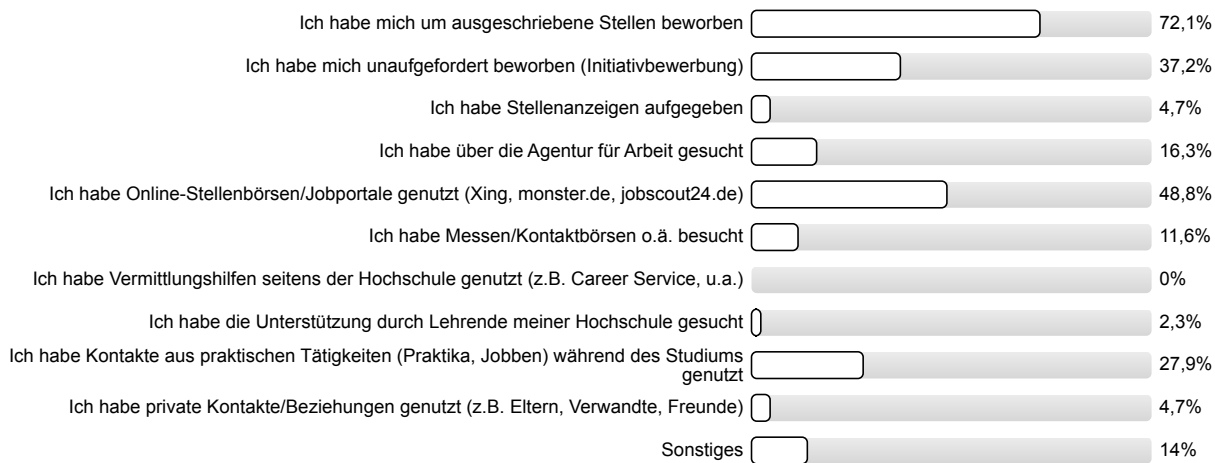 Ich habe mich um ausgeschriebene Stellen beworben 72,1%
Ich habe mich unaufgefordert beworben (Initiativbewerbung) 37,2%
Ich habe Stellenanzeigen aufgegeben 4,7%
Ich habe über die Agentur für Arbeit gesucht 16,3%
Ich habe Online-Stellenbörsen/Jobportale genutzt (Xing, monster.de, jobscout24.de) 48,8%
Ich habe Messen/Kontaktbörsen o.ä. besucht 11,6%
Ich habe Vermittlungshilfen seitens der Hochschule genutzt (z.B. Career Service, u.a.) 0%
Ich habe die Unterstützung durch Lehrende meiner Hochschule gesucht 2,3%
Ich habe Kontakte aus praktischen Tätigkeiten (Praktika, Jobben) während des Studiums
genutzt 27,9%
Ich habe private Kontakte/Beziehungen genutzt (z.B. Eltern, Verwandte, Freunde) 4,7%
Sonstiges 14%